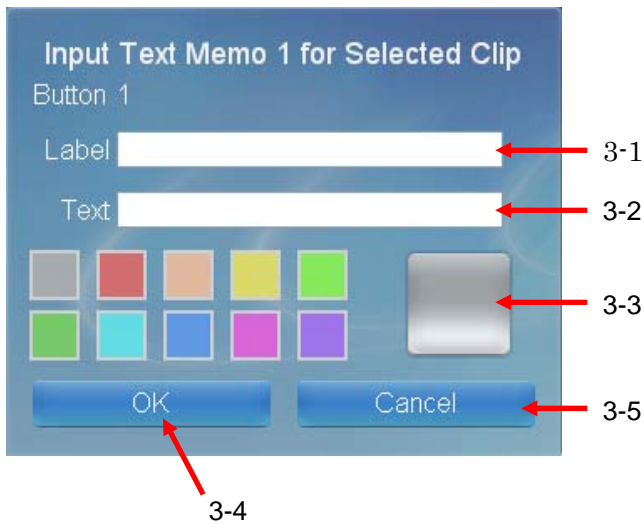 Input Text Memo 1 for Selected Clip
Button 1
Label
3-1
Text
3-2
3-3
OK
Cancel
3-5
3-4